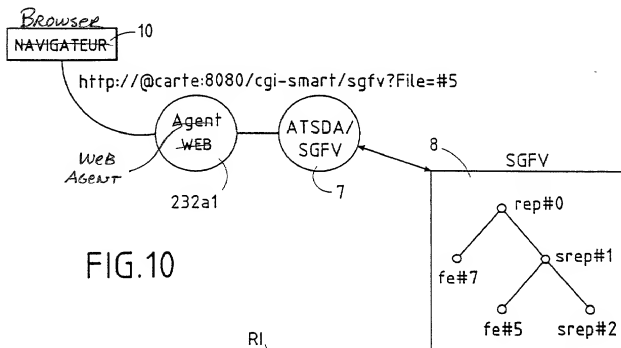 Browser
NAVIGATEUR
10
http://@carte:8080/cgi-smart/sgfv?File=#5
Agent
WEB
WEB
AGENT
232a1
ATSDA/
SGFV
7
8
SGFV
rep#0
fe#7
srep#1
fe#5
srep#2
FIG.10
RI